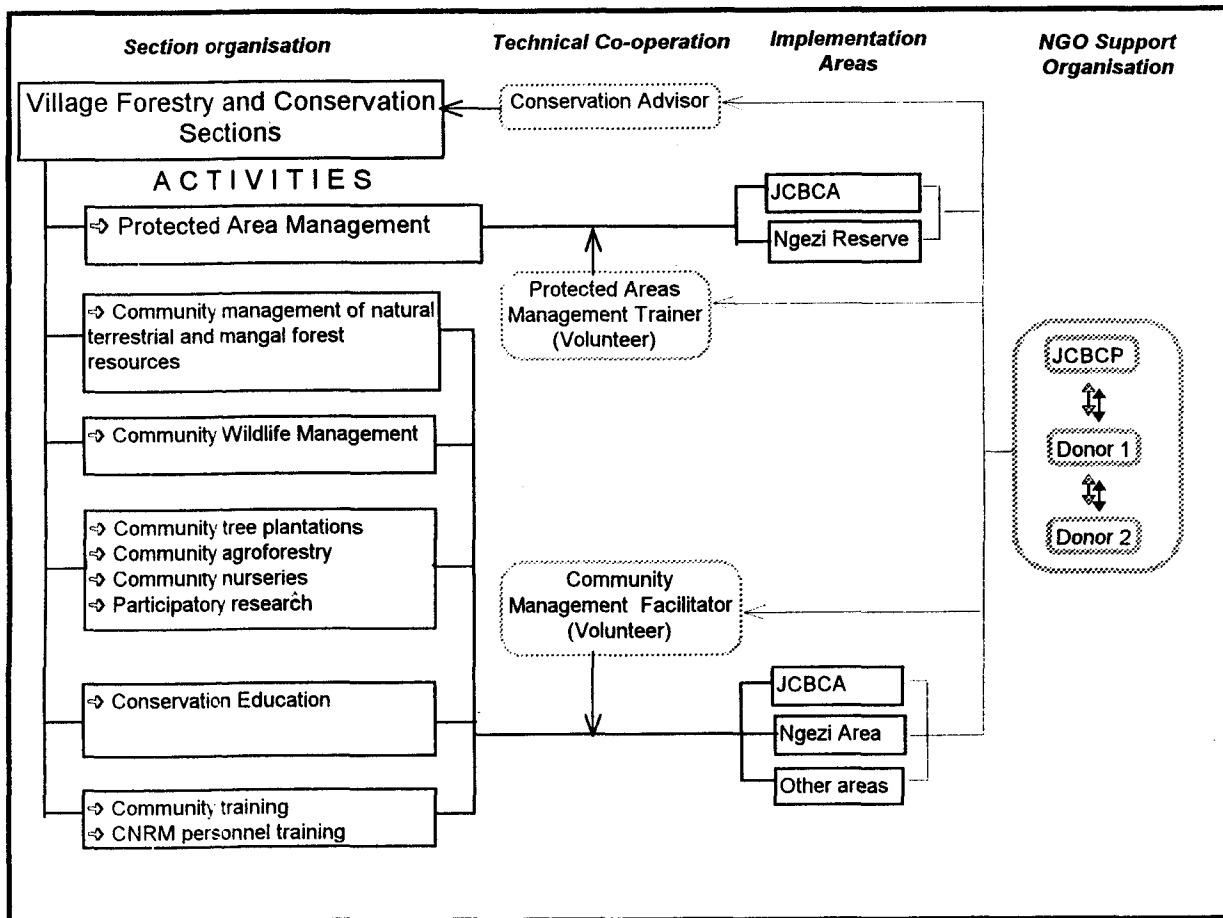 Section organisation
Technical Co-operation
Implementation
Areas
NGO Support
Organisation
Village Forestry and Conservation
Sections
Conservation Advisor
ACTIVITIES
⇨ Protected Area Management
JCBCA
Ngezi Reserve
Protected Areas
Management Trainer
(Volunteer)
⇨ Community management of natural
terrestrial and mangal forest
resources
⇨ Community Wildlife Management
⇨ Community tree plantations
⇨ Community agroforestry
⇨ Community nurseries
⇨ Participatory research
Community
Management Facilitator
(Volunteer)
⇨ Conservation Education
JCBCA
Ngezi Area
Other areas
⇨ Community training
⇨ CNRM personnel training
JCBCP
Donor 1
Donor 2